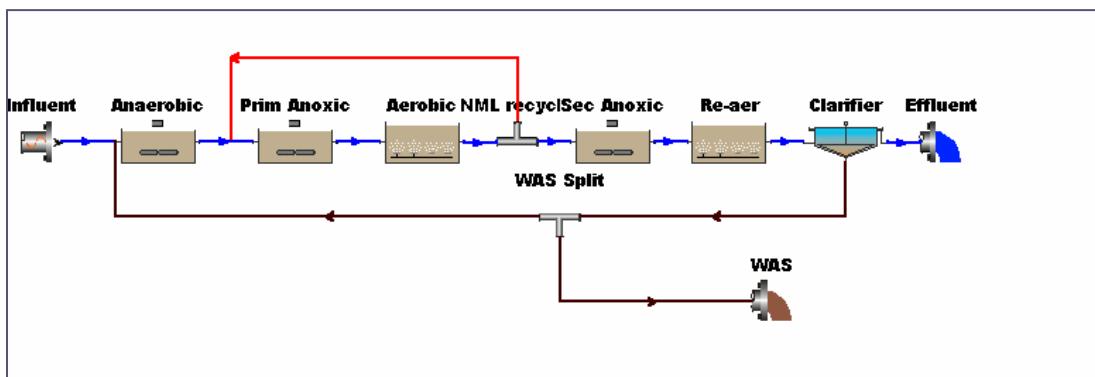 Influent
Anaerobic
Prim Anoxic
Aerobic
NML recycl
Sec Anoxic
Re-aer
Clarifier
Effluent
WAS Split
WAS